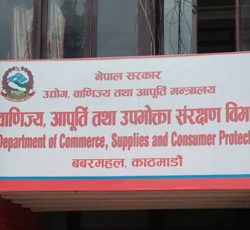 नेपाल सरकार
उद्योग, वाणिज्य तथा आपूर्ति मन्त्रालय
वाणिज्य, आपूर्ति तथा उपभोक्ता संरक्षण विभ
Department of Commerce, Supplies and Consumer Protect
बबरमहल, काठमाडौं